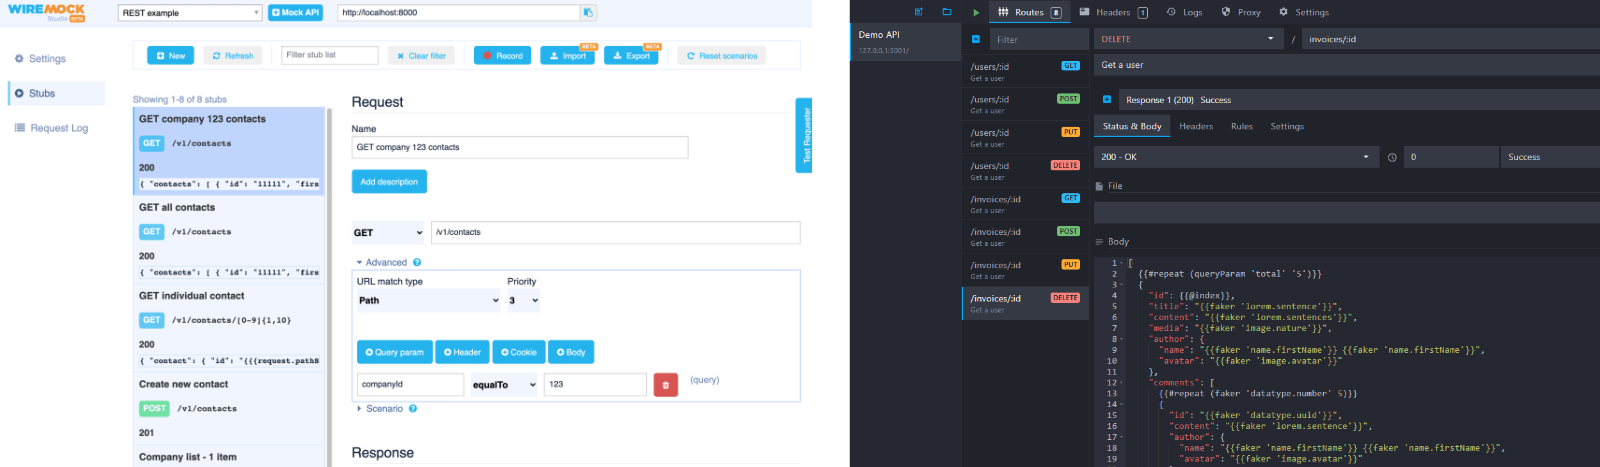 WIREMOCK
Studio BETA
REST example
Mock API
http://localhost:8000
Settings
Stubs
Request Log
New
Refresh
Filter stub list
Clear filter
Record
Import
BETA
Export
BETA
Reset scenarios
Showing 1-8 of 8 stubs
GET company 123 contacts
GET /v1/contacts
200
{ "contacts": [ { "id": "11111", "firs
GET all contacts
GET /v1/contacts
200
{ "contacts": [ { "id": "11111", "firs
GET individual contact
GET /v1/contacts/[0-9]{1,10}
200
{ "contact": { "id": "{{{request.pathS
Create new contact
POST /v1/contacts
201
Company list - 1 item
Request
Name
GET company 123 contacts
Add description
GET
/v1/contacts
Advanced
URL match type
Priority
Path
3
Query param
Header
Cookie
Body
companyId
equalTo
123
(query)
Scenario
Response
Test Requester
Demo API
127.0.0.1:3001/
Routes 8
Headers 1
Logs
Proxy
Settings
Filter
/users/:id GET
Get a user
/users/:id POST
Get a user
/users/:id PUT
Get a user
/users/:id DELETE
Get a user
/invoices/:id GET
Get a user
/invoices/:id POST
Get a user
/invoices/:id PUT
Get a user
/invoices/:id DELETE
Get a user
DELETE
/ invoices/:id
Get a user
Response 1 (200) Success
Status & Body
Headers
Rules
Settings
200 - OK
0
Success
File
Body
1 [
2 {{#repeat (queryParam 'total' '5')}}
3 {
4 "id": {{@index}},
5 "title": "{{faker 'lorem.sentence'}}",
6 "content": "{{faker 'lorem.sentences'}}",
7 "media": "{{faker 'image.nature'}}",
8 "author": {
9 "name": "{{faker 'name.firstName'}} {{faker 'name.firstName'}}",
10 "avatar": "{{faker 'image.avatar'}}"
11 },
12 "comments": [
13 {{#repeat (faker 'datatype.number' 5)}}
14 {
15 "id": "{{faker 'datatype.uuid'}}",
16 "content": "{{faker 'lorem.sentence'}}",
17 "author": {
18 "name": "{{faker 'name.firstName'}} {{faker 'name.firstName'}}",
19 "avatar": "{{faker 'image.avatar'}}"